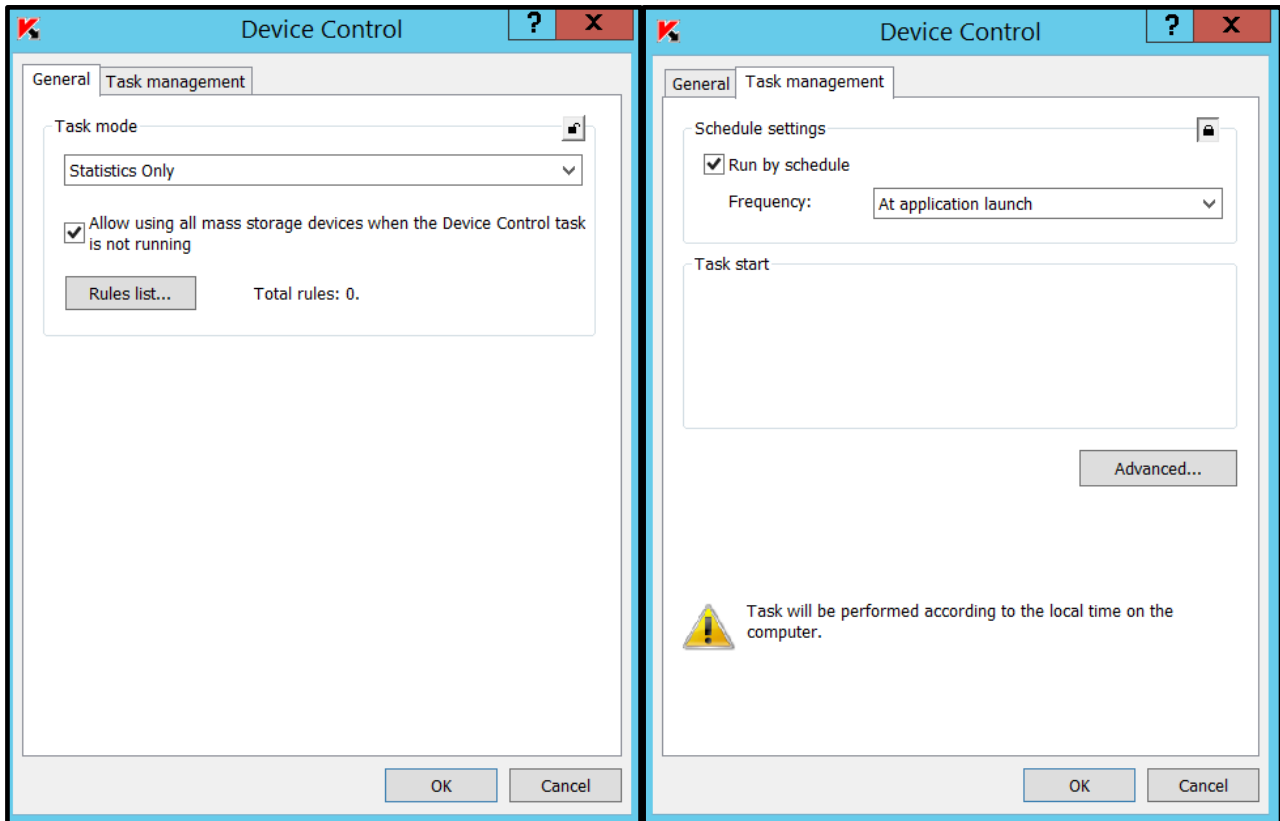 Device Control
?
X
General
Task management
Task mode
Statistics Only
Allow using all mass storage devices when the Device Control task
is not running
Rules list...
Total rules: 0.
OK
Cancel
Device Control
?
X
General
Task management
Schedule settings
Run by schedule
Frequency:
At application launch
Task start
Advanced...
Task will be performed according to the local time on the
computer.
OK
Cancel